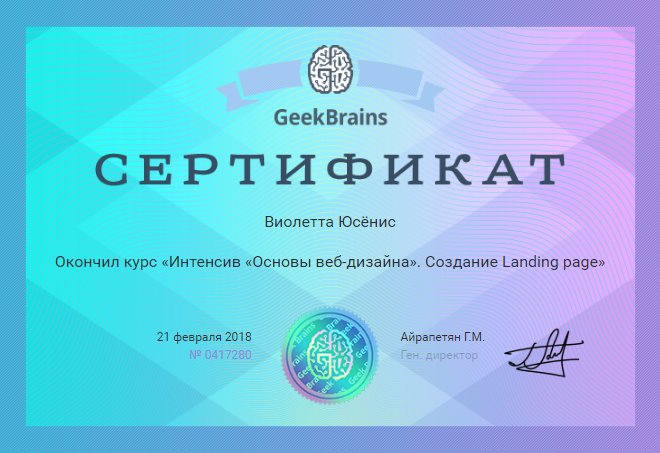 GeekBrains
СЕРТИФИКАТ
Виолетта Юсёнис
Окончил курс «Интенсив «Основы веб-дизайна». Создание Landing page»
21 февраля 2018
№ 0417280
Айрапетян Г.М.
Ген. директор